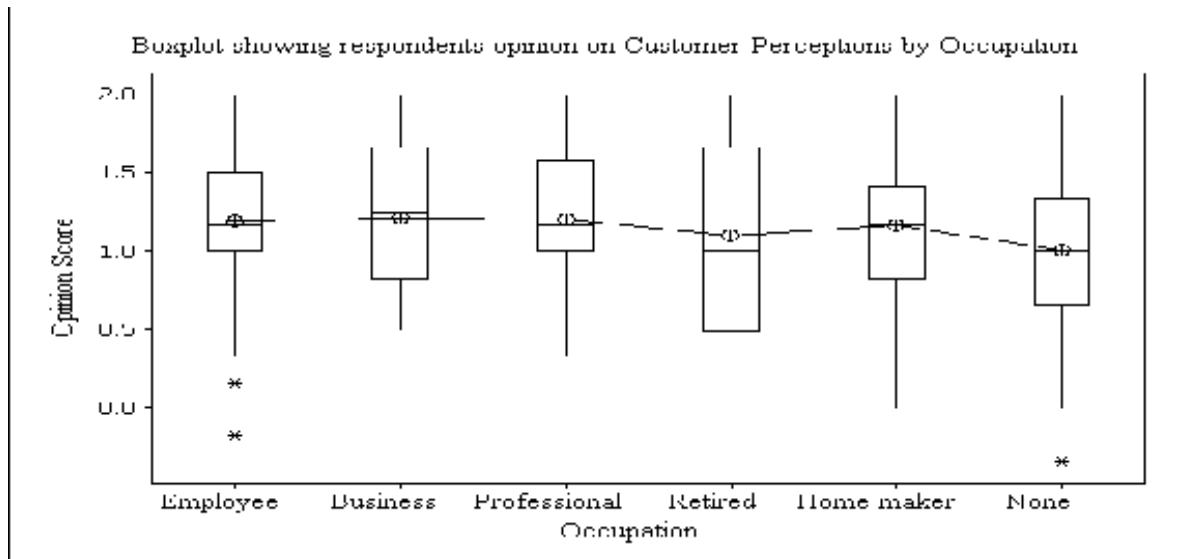 Boxplot showing respondents opinion on Customer Perceptions by Occupation
2.0
1.5
1.0
0.5
0.0
Opinion Score
Employee Business Professional Retired Home maker None
Occupation